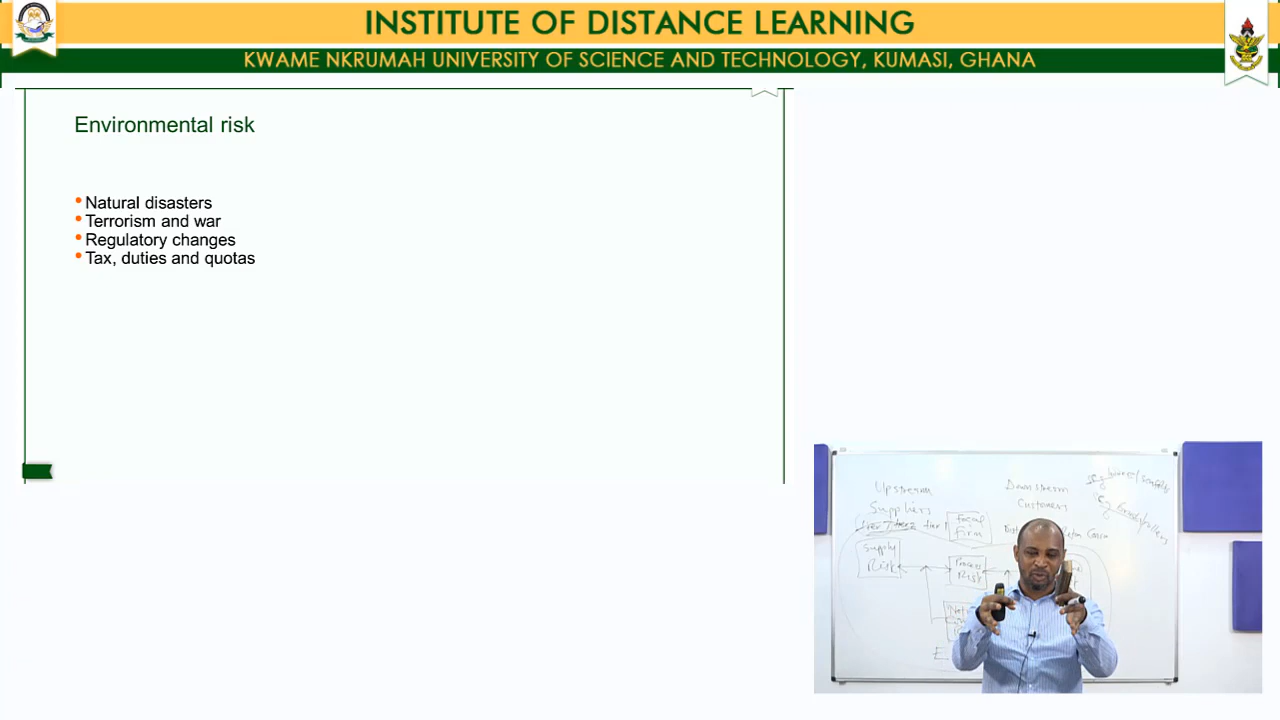 INSTITUTE OF DISTANCE LEARNING
KWAME NKRUMAH UNIVERSITY OF SCIENCE AND TECHNOLOGY, KUMASI, GHANA
Environmental risk
• Natural disasters
• Terrorism and war
• Regulatory changes
• Tax, duties and quotas
Upstream
Suppliers
Downstream
Customers
Focal
firm
Supply
Risk
Process
Risk